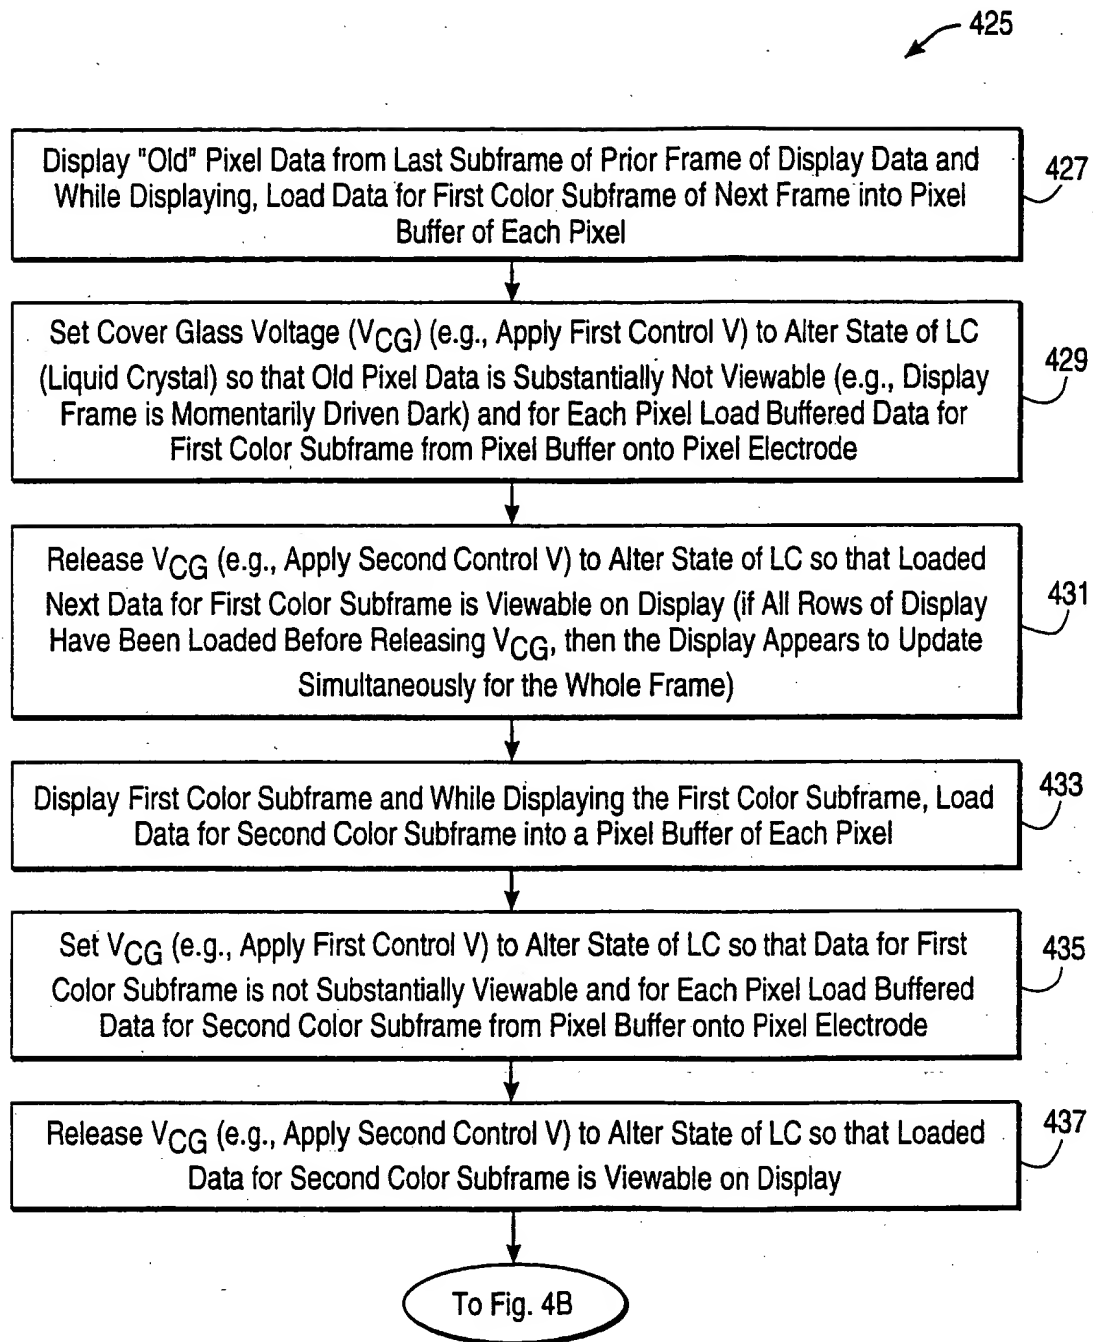 425
Display "Old" Pixel Data from Last Subframe of Prior Frame of Display Data and
While Displaying, Load Data for First Color Subframe of Next Frame into Pixel
Buffer of Each Pixel
427
Set Cover Glass Voltage (VCG) (e.g., Apply First Control V) to Alter State of LC
(Liquid Crystal) so that Old Pixel Data is Substantially Not Viewable (e.g., Display
Frame is Momentarily Driven Dark) and for Each Pixel Load Buffered Data for
First Color Subframe from Pixel Buffer onto Pixel Electrode
429
Release VCG (e.g., Apply Second Control V) to Alter State of LC so that Loaded
Next Data for First Color Subframe is Viewable on Display (if All Rows of Display
Have Been Loaded Before Releasing VCG, then the Display Appears to Update
Simultaneously for the Whole Frame)
431
Display First Color Subframe and While Displaying the First Color Subframe, Load
Data for Second Color Subframe into a Pixel Buffer of Each Pixel
433
Set VCG (e.g., Apply First Control V) to Alter State of LC so that Data for First
Color Subframe is not Substantially Viewable and for Each Pixel Load Buffered
Data for Second Color Subframe from Pixel Buffer onto Pixel Electrode
435
Release VCG (e.g., Apply Second Control V) to Alter State of LC so that Loaded
Data for Second Color Subframe is Viewable on Display
437
To Fig. 4B